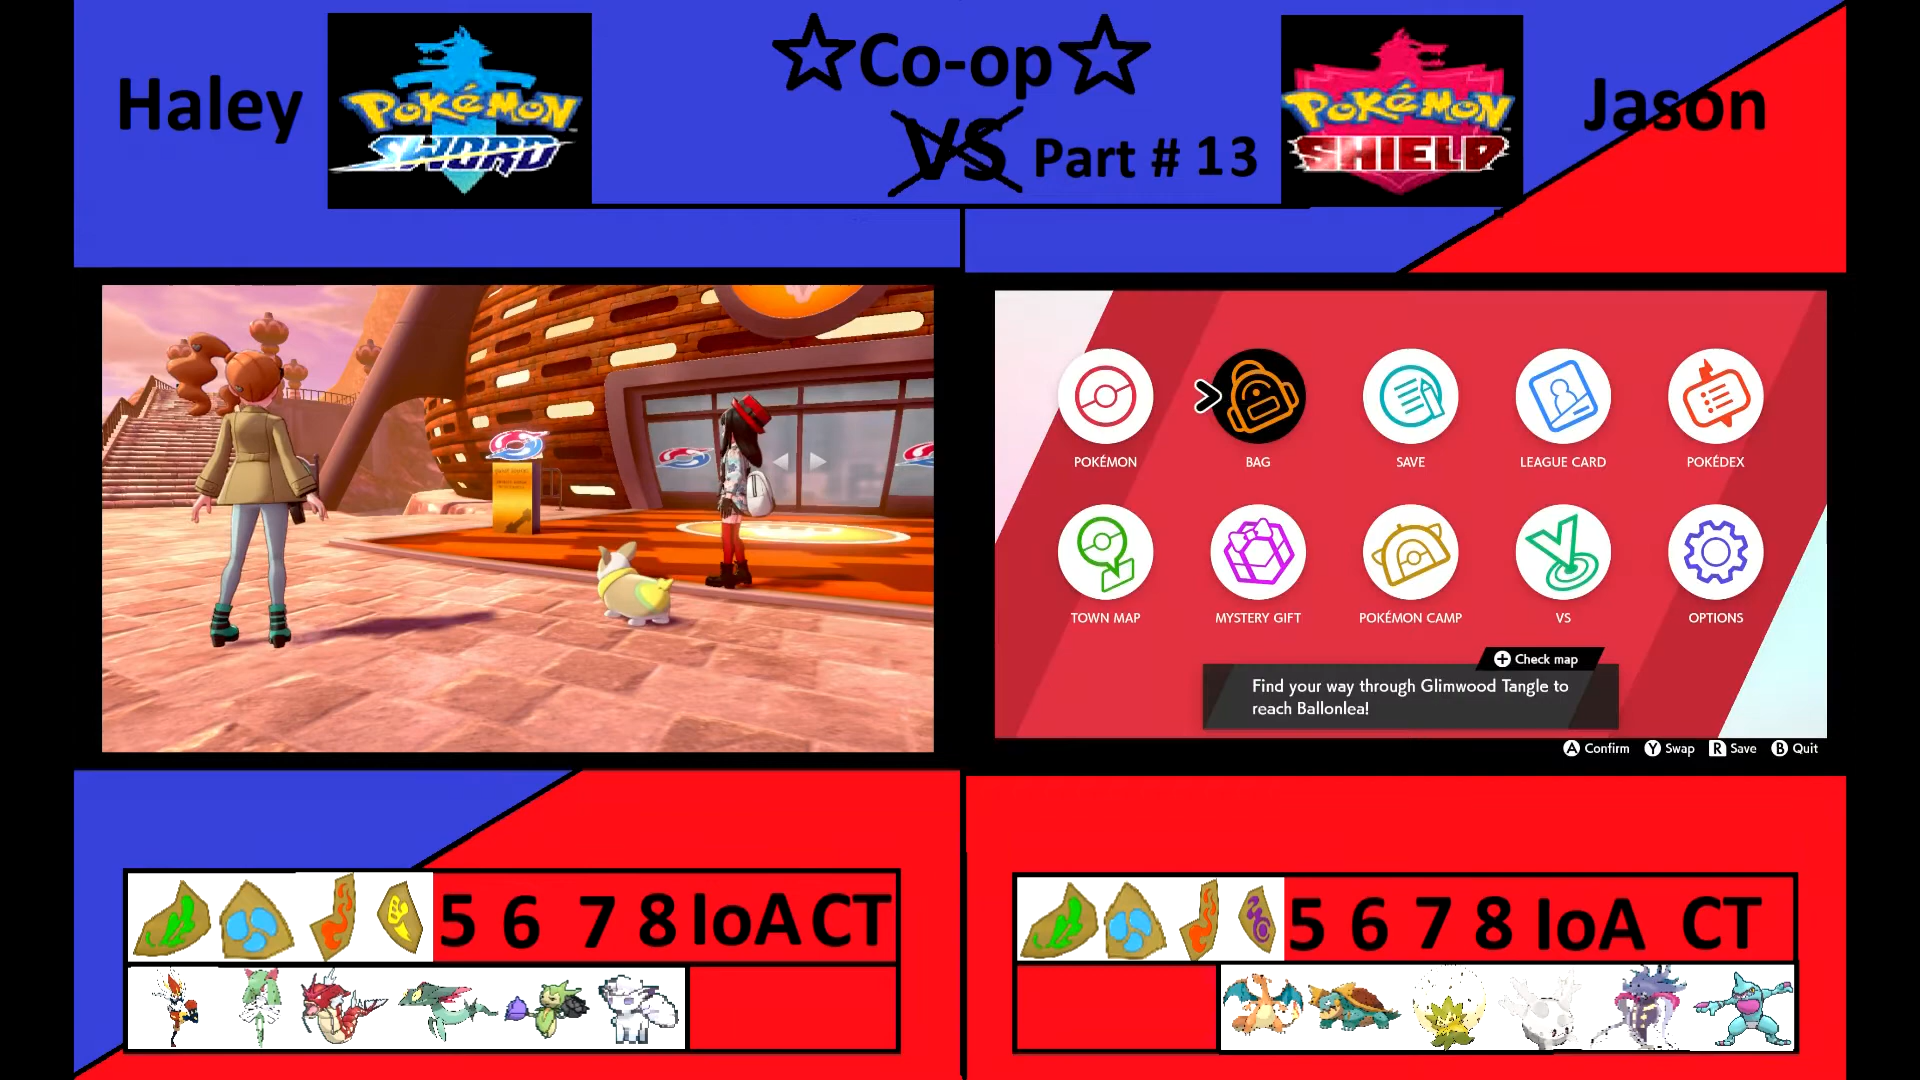 Haley
POKéMON
SWORD
Co-op
VS Part # 13
POKéMON
SHIELD
Jason
POKÉMON
BAG
SAVE
LEAGUE CARD
POKÉDEX
TOWN MAP
MYSTERY GIFT
POKÉMON CAMP
VS
OPTIONS
+ Check map
Find your way through Glimwood Tangle to
reach Ballonlea!
A Confirm Y Swap R Save B Quit
5 6 7 8 IoA CT
5 6 7 8 IoA CT